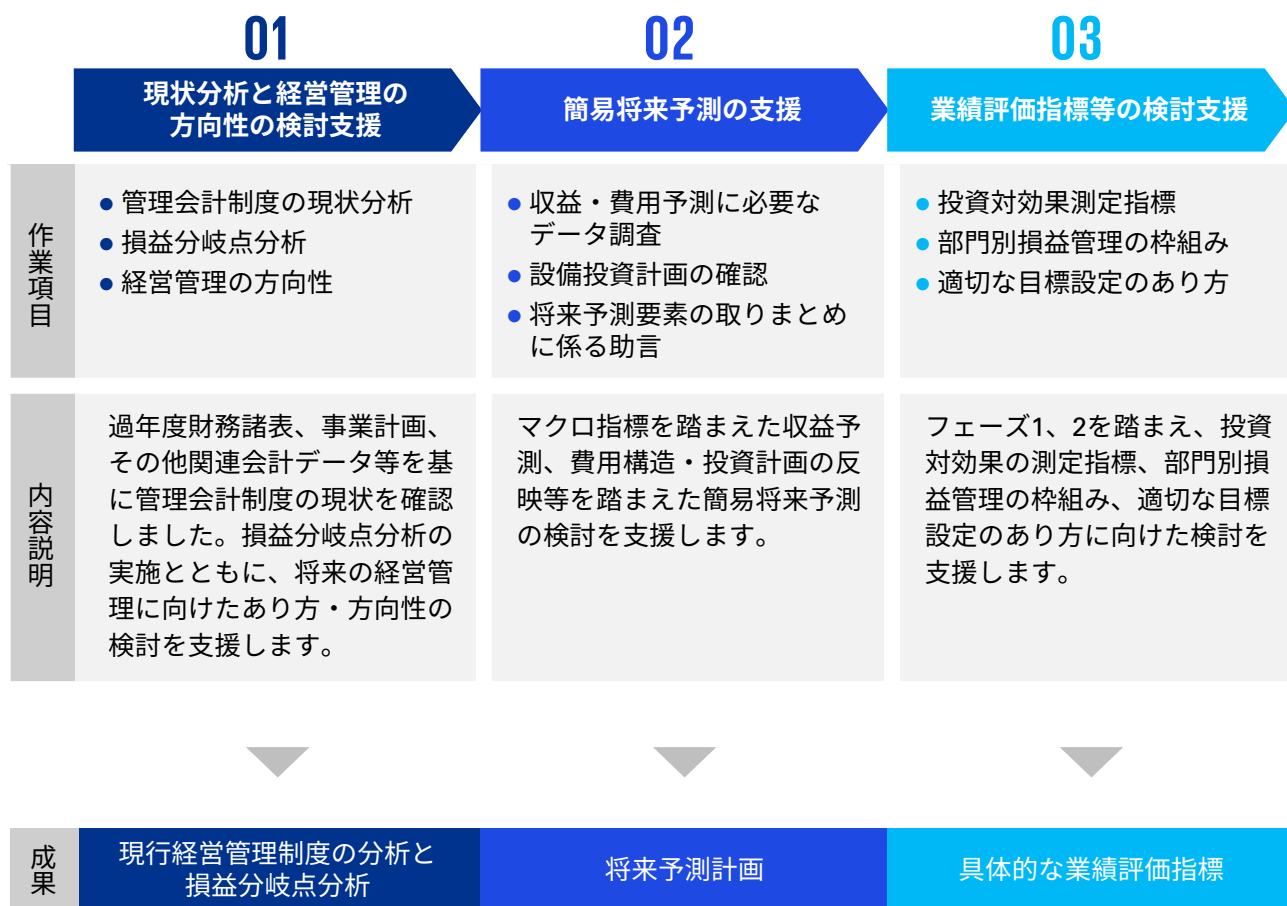 01
02
03
現状分析と経営管理の
方向性の検討支援
簡易将来予測の支援
業績評価指標等の検討支援
作業項目
● 管理会計制度の現状分析
● 損益分岐点分析
● 経営管理の方向性
● 収益・費用予測に必要な
データ調査
● 設備投資計画の確認
● 将来予測要素の取りまとめ
に係る助言
● 投資対効果測定指標
● 部門別損益管理の枠組み
● 適切な目標設定のあり方
内容説明
過年度財務諸表、事業計画、
その他関連会計データ等を基
に管理会計制度の現状を確認
しました。損益分岐点分析の
実施とともに、将来の経営管
理に向けたあり方・方向性の
検討を支援します。
マクロ指標を踏まえた収益予
測、費用構造・投資計画の反
映等を踏まえた簡易将来予測
の検討を支援します。
フェーズ1、2を踏まえ、投資
対効果の測定指標、部門別損
益管理の枠組み、適切な目標
設定のあり方に向けた検討を
支援します。
成果
現行経営管理制度の分析と
損益分岐点分析
将来予測計画
具体的な業績評価指標